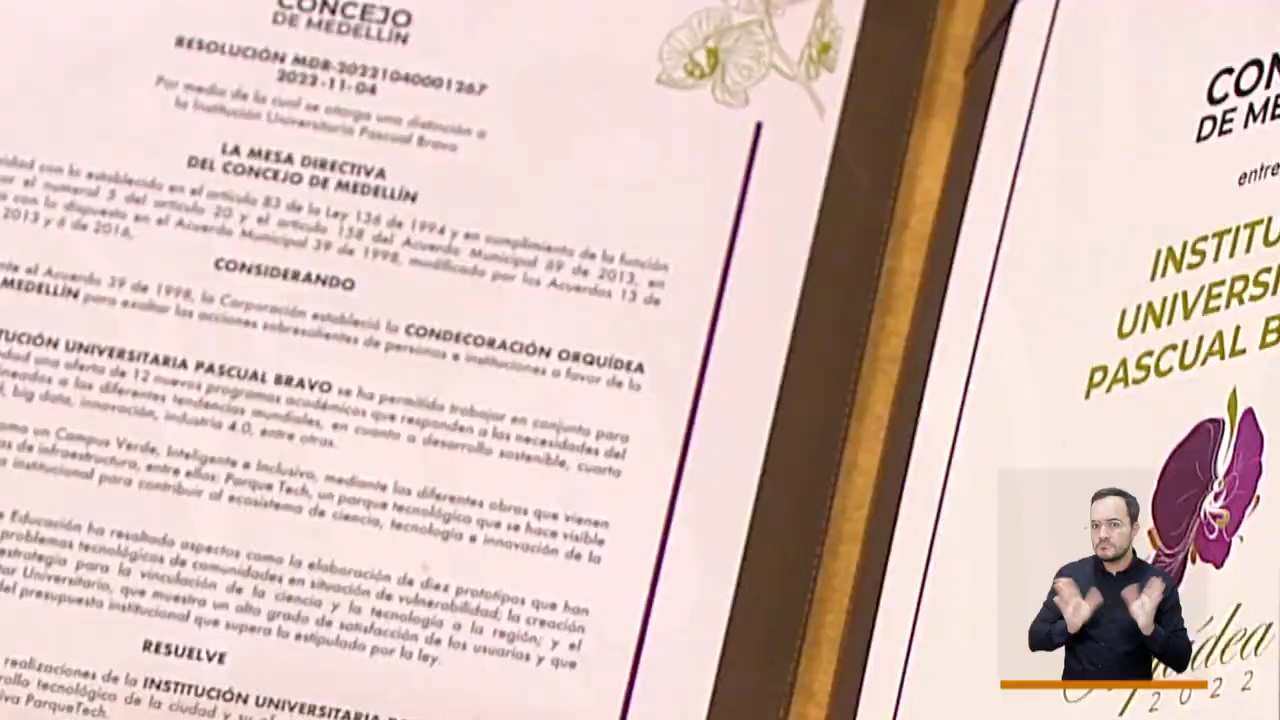 CONCEJO
DE MEDELLÍN
RESOLUCIÓN MDR-20221040001267
2022-11-04
Por medio de la cual se otorga una distinción a
la Institución Universitaria Pascual Bravo
LA MESA DIRECTIVA
DEL CONCEJO DE MEDELLÍN
con lo establecido en el artículo 83 de la Ley 136 de 1994 y en cumplimiento de la función
el numeral 5 del artículo 20 y el artículo 158 del Acuerdo Municipal 69 de 2013, en
con lo dispuesto en el Acuerdo Municipal 39 de 1998, modificado por los Acuerdos 13 de
2013 y 6 de 2016.
CONSIDERANDO
el Acuerdo 39 de 1998, la Corporación estableció la CONDECORACIÓN ORQUÍDEA
MEDELLÍN para exaltar las acciones sobresalientes de personas e instituciones a favor de la
TUCIÓN UNIVERSITARIA PASCUAL BRAVO se ha permitido trabajar en conjunto para
una oferta de 12 nuevos programas académicos que responden a las necesidades del
a las diferentes tendencias mundiales, en cuanto a desarrollo sostenible, cuarta
big data, innovación, industria 4.0, entre otras.
como un Campus Verde, Inteligente e Inclusivo, mediante las diferentes obras que vienen
de infraestructura, entre ellas: Parque Tech, un parque tecnológico que se hace visible
institucional para contribuir al ecosistema de ciencia, tecnología e innovación de la
e Educación ha resaltado aspectos como la elaboración de diez prototipos que han
problemas tecnológicos de comunidades en situación de vulnerabilidad; la creación
estrategia para la vinculación de la ciencia y la tecnología a la región; y el
tar Universitario, que muestra un alto grado de satisfacción de los usuarios y que
del presupuesto institucional que supera lo estipulado por la ley.
RESUELVE
realizaciones de la INSTITUCIÓN UNIVERSITARIA
rollo tecnológico de la ciudad y su
iva ParqueTech.
CON
DE ME
entre
INSTITU
UNIVERSI
PASCUAL B
2022